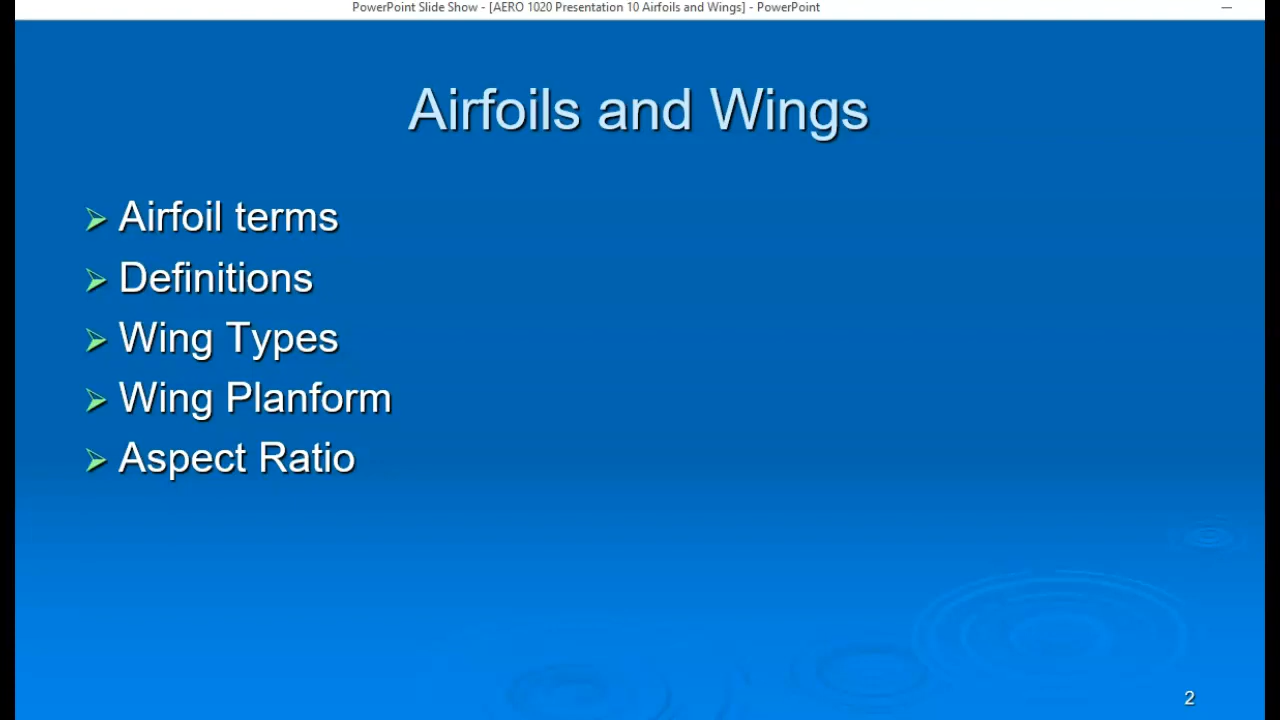 PowerPoint Slide Show - [AERO 1020 Presentation 10 Airfoils and Wings] - PowerPoint
Airfoils and Wings
Airfoil terms
Definitions
Wing Types
Wing Planform
Aspect Ratio
2